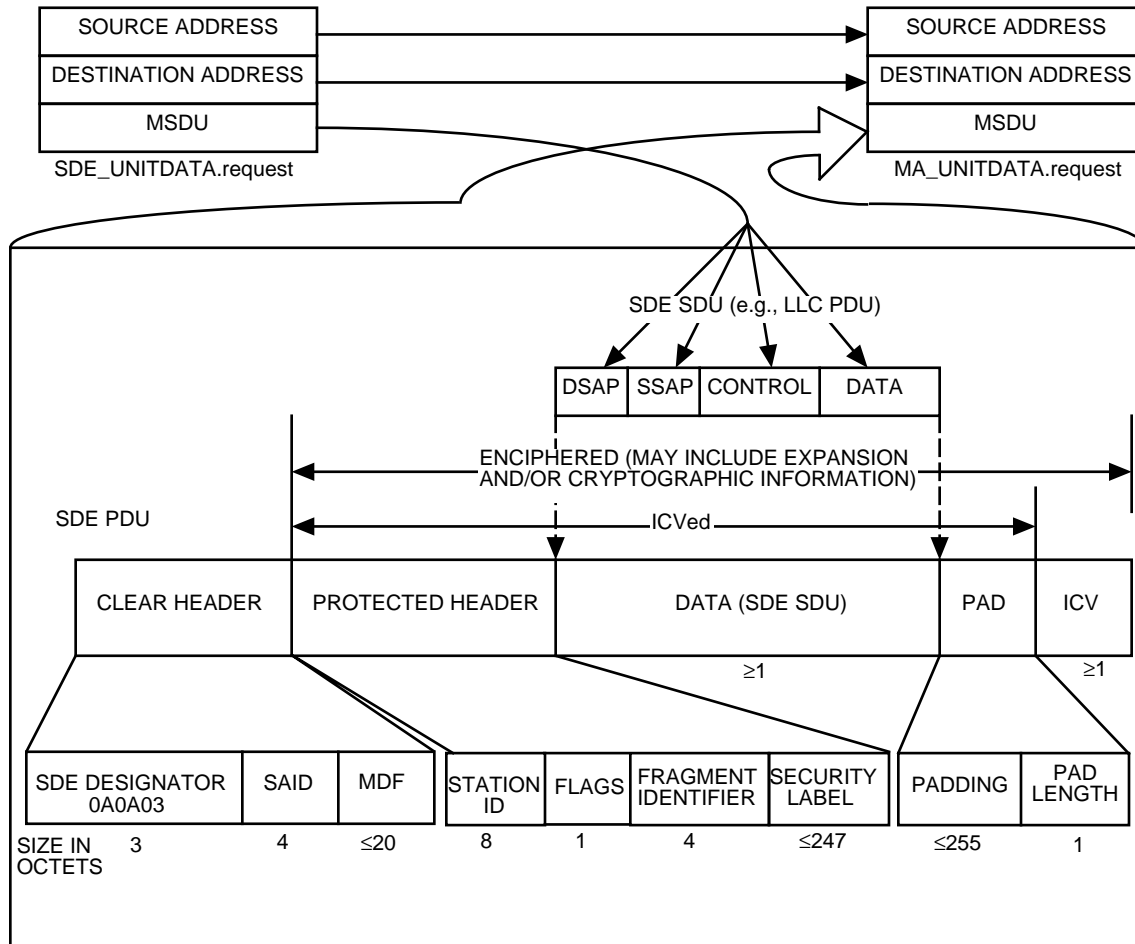 SOURCE ADDRESS
DESTINATION ADDRESS
MSDU
SDE_UNITDATA.request
SOURCE ADDRESS
DESTINATION ADDRESS
MSDU
MA_UNITDATA.request
SDE SDU (e.g., LLC PDU)
DSAP SSAP CONTROL DATA
ENCIPHERED (MAY INCLUDE EXPANSION
AND/OR CRYPTOGRAPHIC INFORMATION)
SDE PDU
ICVed
CLEAR HEADER PROTECTED HEADER DATA (SDE SDU) PAD ICV
≥1 ≥1
SDE DESIGNATOR
0A0A03
SAID
MDF
STATION
ID
FLAGS
FRAGMENT
IDENTIFIER
SECURITY
LABEL
PADDING
PAD
LENGTH
SIZE IN
OCTETS
3 4 ≤20 8 1 4 ≤247 ≤255 1